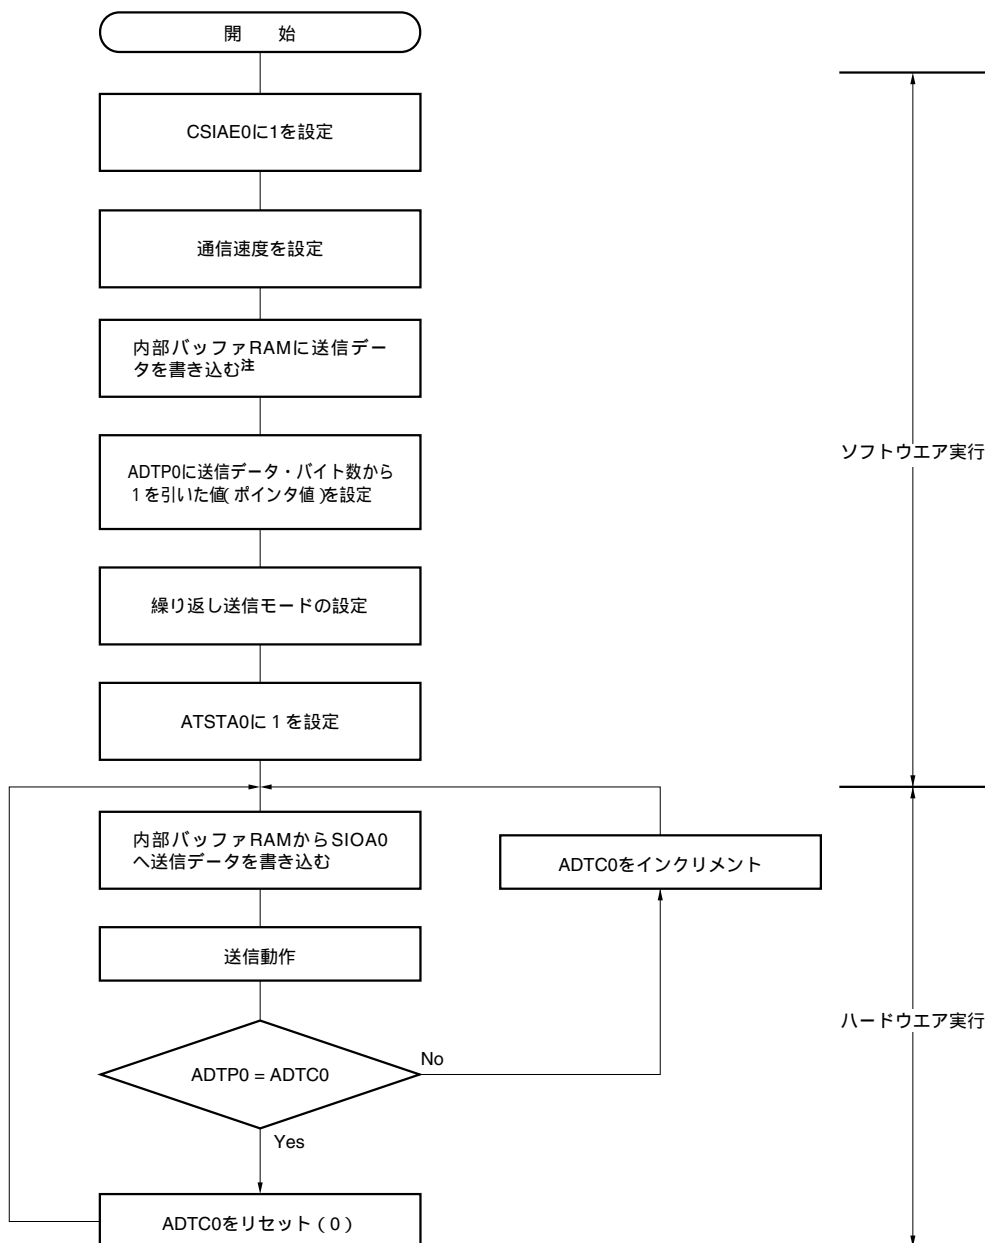 開　始
CSIAE0に1を設定
通信速度を設定
内部バッファRAMに送信デー
タを書き込む注
ADTP0に送信データ・バイト数から
1を引いた値(ポインタ値)を設定
繰り返し送信モードの設定
ATSTA0に1を設定
ソフトウエア実行
内部バッファRAMからSIOA0
へ送信データを書き込む
ADTC0をインクリメント
送信動作
ハードウエア実行
ADTP0 = ADTC0
No
Yes
ADTC0をリセット(0)